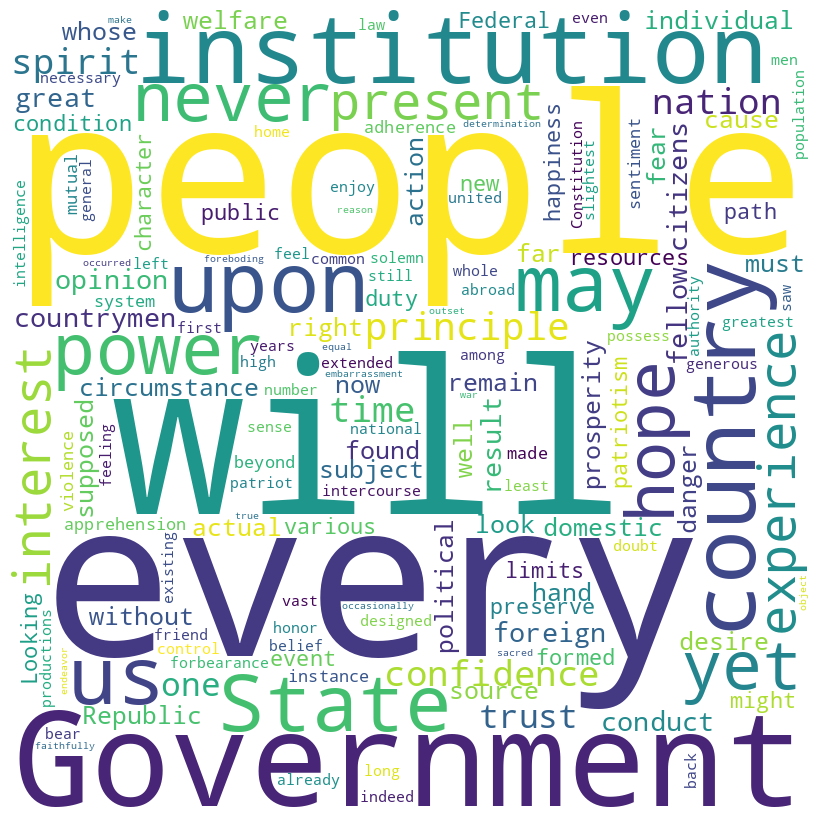 make
law
even
whose
welfare
Federal
individual
spirit
institution
men
necessary
great
never
present
nation
condition
adherence
determination
cause
population
home
people
intelligence
mutual
general
character
public
enjoy
action
new
united
happiness
Constitution
slightest
sentiment
fear
citizens
path
occurred
foreboding
left
feel
common
solemn
still
whole
abroad
far
resources
must
opinion
system
upon
duty
may
fellow
authority
saw
countrymen
first
years
right
outset
principle
equal
possess
greatest
power
high
extended
embarrassment
among
prosperity
generous
circumstance
number
now
remain
war
hope
country
interest
supposed
will
time
patriotism
experience
feeling
violence
sense
national
found
well
result
made
beyond
subject
patriot
intercourse
least
danger
apprehension
actual
various
true
look
domestic
existing
every
political
limits
doubt
object
vast
occasionally
preserve
hand
without
honor
designed
foreign
Looking
productions
friend
control
belief
sacred
forbearance
event
formed
desire
endeavor
us
one
instance
confidence
source
yet
might
Republic
State
trust
conduct
bear
faithfully
Government
already
long
indeed
back
reason